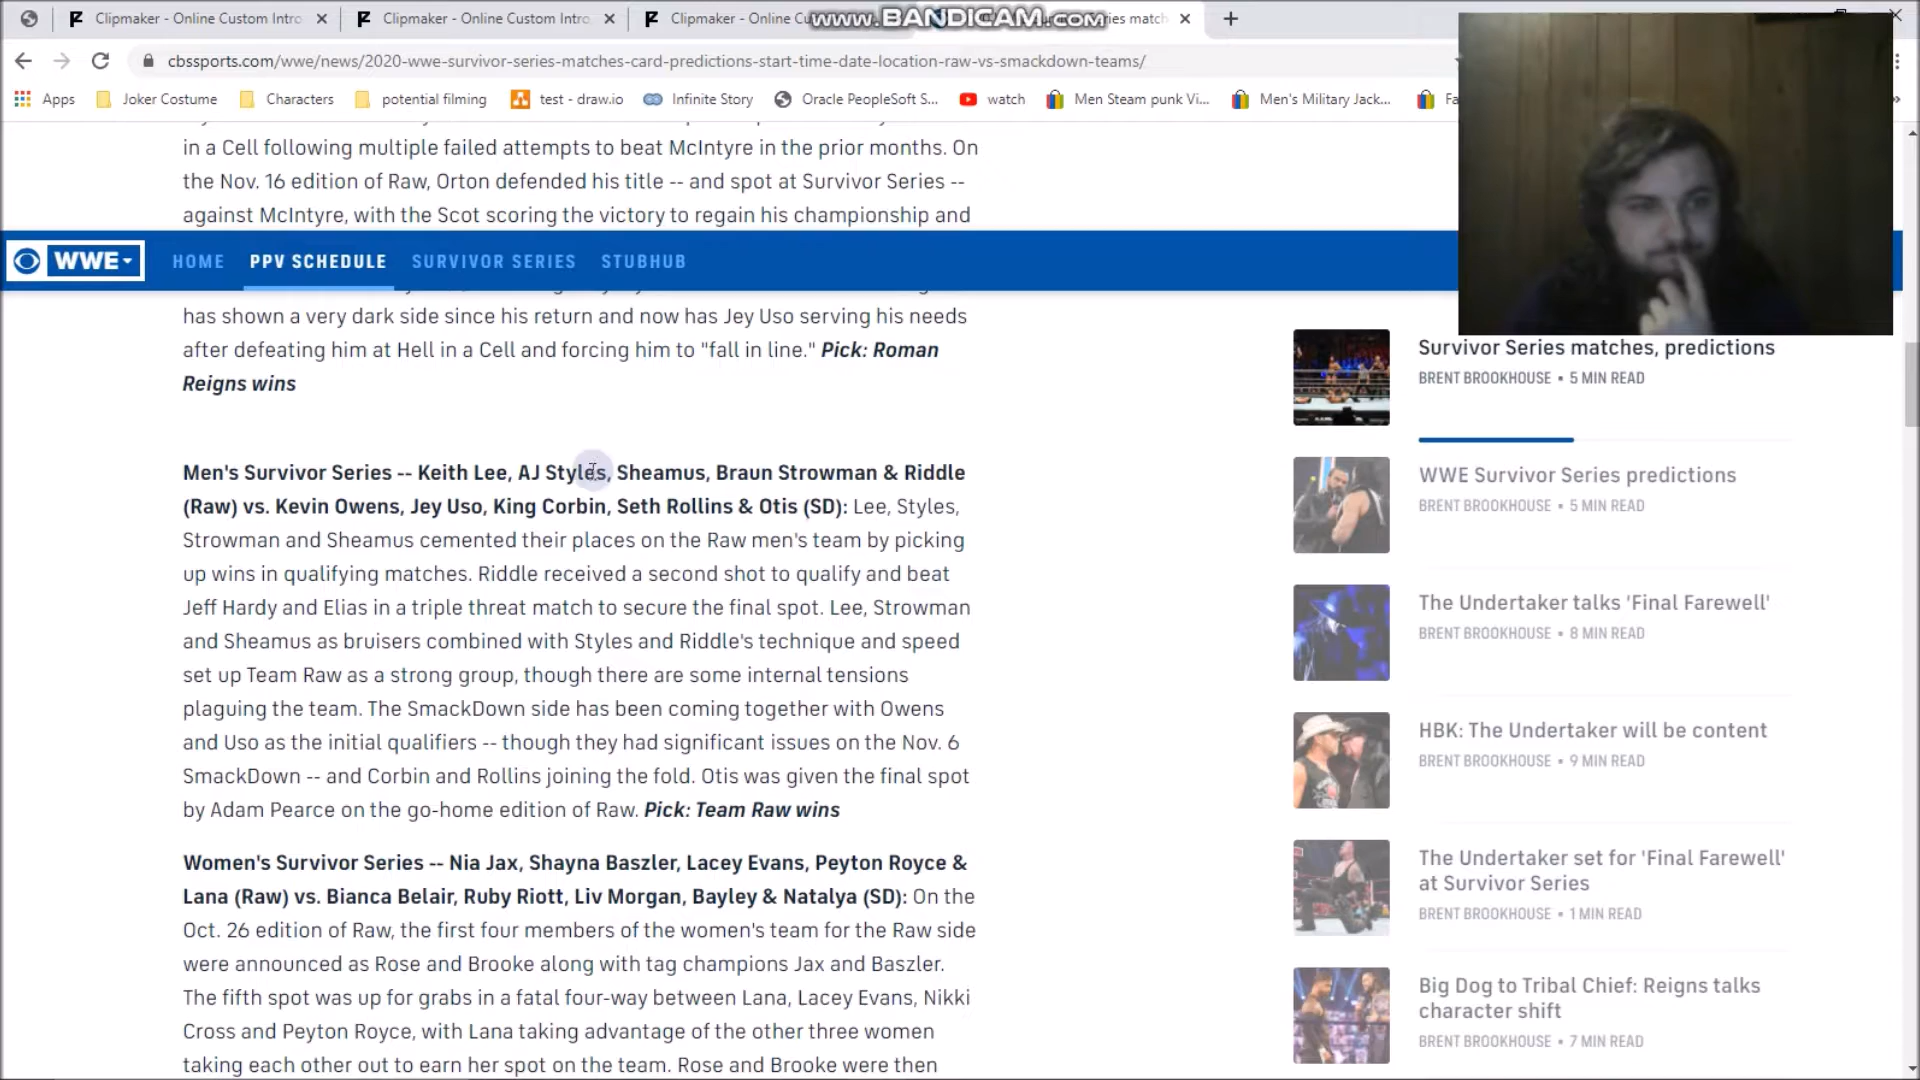 Clipmaker - Online Custom Intro
Clipmaker - Online Custom Intro
Clipmaker - Online Cu
www.BANDICAM.com
ries match
cbssports.com/wwe/news/2020-wwe-survivor-series-matches-card-predictions-start-time-date-location-raw-vs-smackdown-teams/
Apps
Joker Costume
Characters
potential filming
test - draw.io
Infinite Story
Oracle PeopleSoft S...
watch
Men Steam punk Vi...
Men's Military Jack...
Fa
in a Cell following multiple failed attempts to beat McIntyre in the prior months. On
the Nov. 16 edition of Raw, Orton defended his title -- and spot at Survivor Series --
against McIntyre, with the Scot scoring the victory to regain his championship and
WWE
HOME
PPV SCHEDULE
SURVIVOR SERIES
STUBHUB
has shown a very dark side since his return and now has Jey Uso serving his needs
after defeating him at Hell in a Cell and forcing him to "fall in line." Pick: Roman
Reigns wins
Men's Survivor Series -- Keith Lee, AJ Styles, Sheamus, Braun Strowman & Riddle
(Raw) vs. Kevin Owens, Jey Uso, King Corbin, Seth Rollins & Otis (SD): Lee, Styles,
Strowman and Sheamus cemented their places on the Raw men's team by picking
up wins in qualifying matches. Riddle received a second shot to qualify and beat
Jeff Hardy and Elias in a triple threat match to secure the final spot. Lee, Strowman
and Sheamus as bruisers combined with Styles and Riddle's technique and speed
set up Team Raw as a strong group, though there are some internal tensions
plaguing the team. The SmackDown side has been coming together with Owens
and Uso as the initial qualifiers -- though they had significant issues on the Nov. 6
SmackDown -- and Corbin and Rollins joining the fold. Otis was given the final spot
by Adam Pearce on the go-home edition of Raw. Pick: Team Raw wins
Women's Survivor Series -- Nia Jax, Shayna Baszler, Lacey Evans, Peyton Royce &
Lana (Raw) vs. Bianca Belair, Ruby Riott, Liv Morgan, Bayley & Natalya (SD): On the
Oct. 26 edition of Raw, the first four members of the women's team for the Raw side
were announced as Rose and Brooke along with tag champions Jax and Baszler.
The fifth spot was up for grabs in a fatal four-way between Lana, Lacey Evans, Nikki
Cross and Peyton Royce, with Lana taking advantage of the other three women
taking each other out to earn her spot on the team. Rose and Brooke were then
Survivor Series matches, predictions
BRENT BROOKHOUSE • 5 MIN READ
WWE Survivor Series predictions
BRENT BROOKHOUSE • 5 MIN READ
The Undertaker talks 'Final Farewell'
BRENT BROOKHOUSE • 8 MIN READ
HBK: The Undertaker will be content
BRENT BROOKHOUSE • 9 MIN READ
The Undertaker set for 'Final Farewell'
at Survivor Series
BRENT BROOKHOUSE • 1 MIN READ
Big Dog to Tribal Chief: Reigns talks
character shift
BRENT BROOKHOUSE • 7 MIN READ